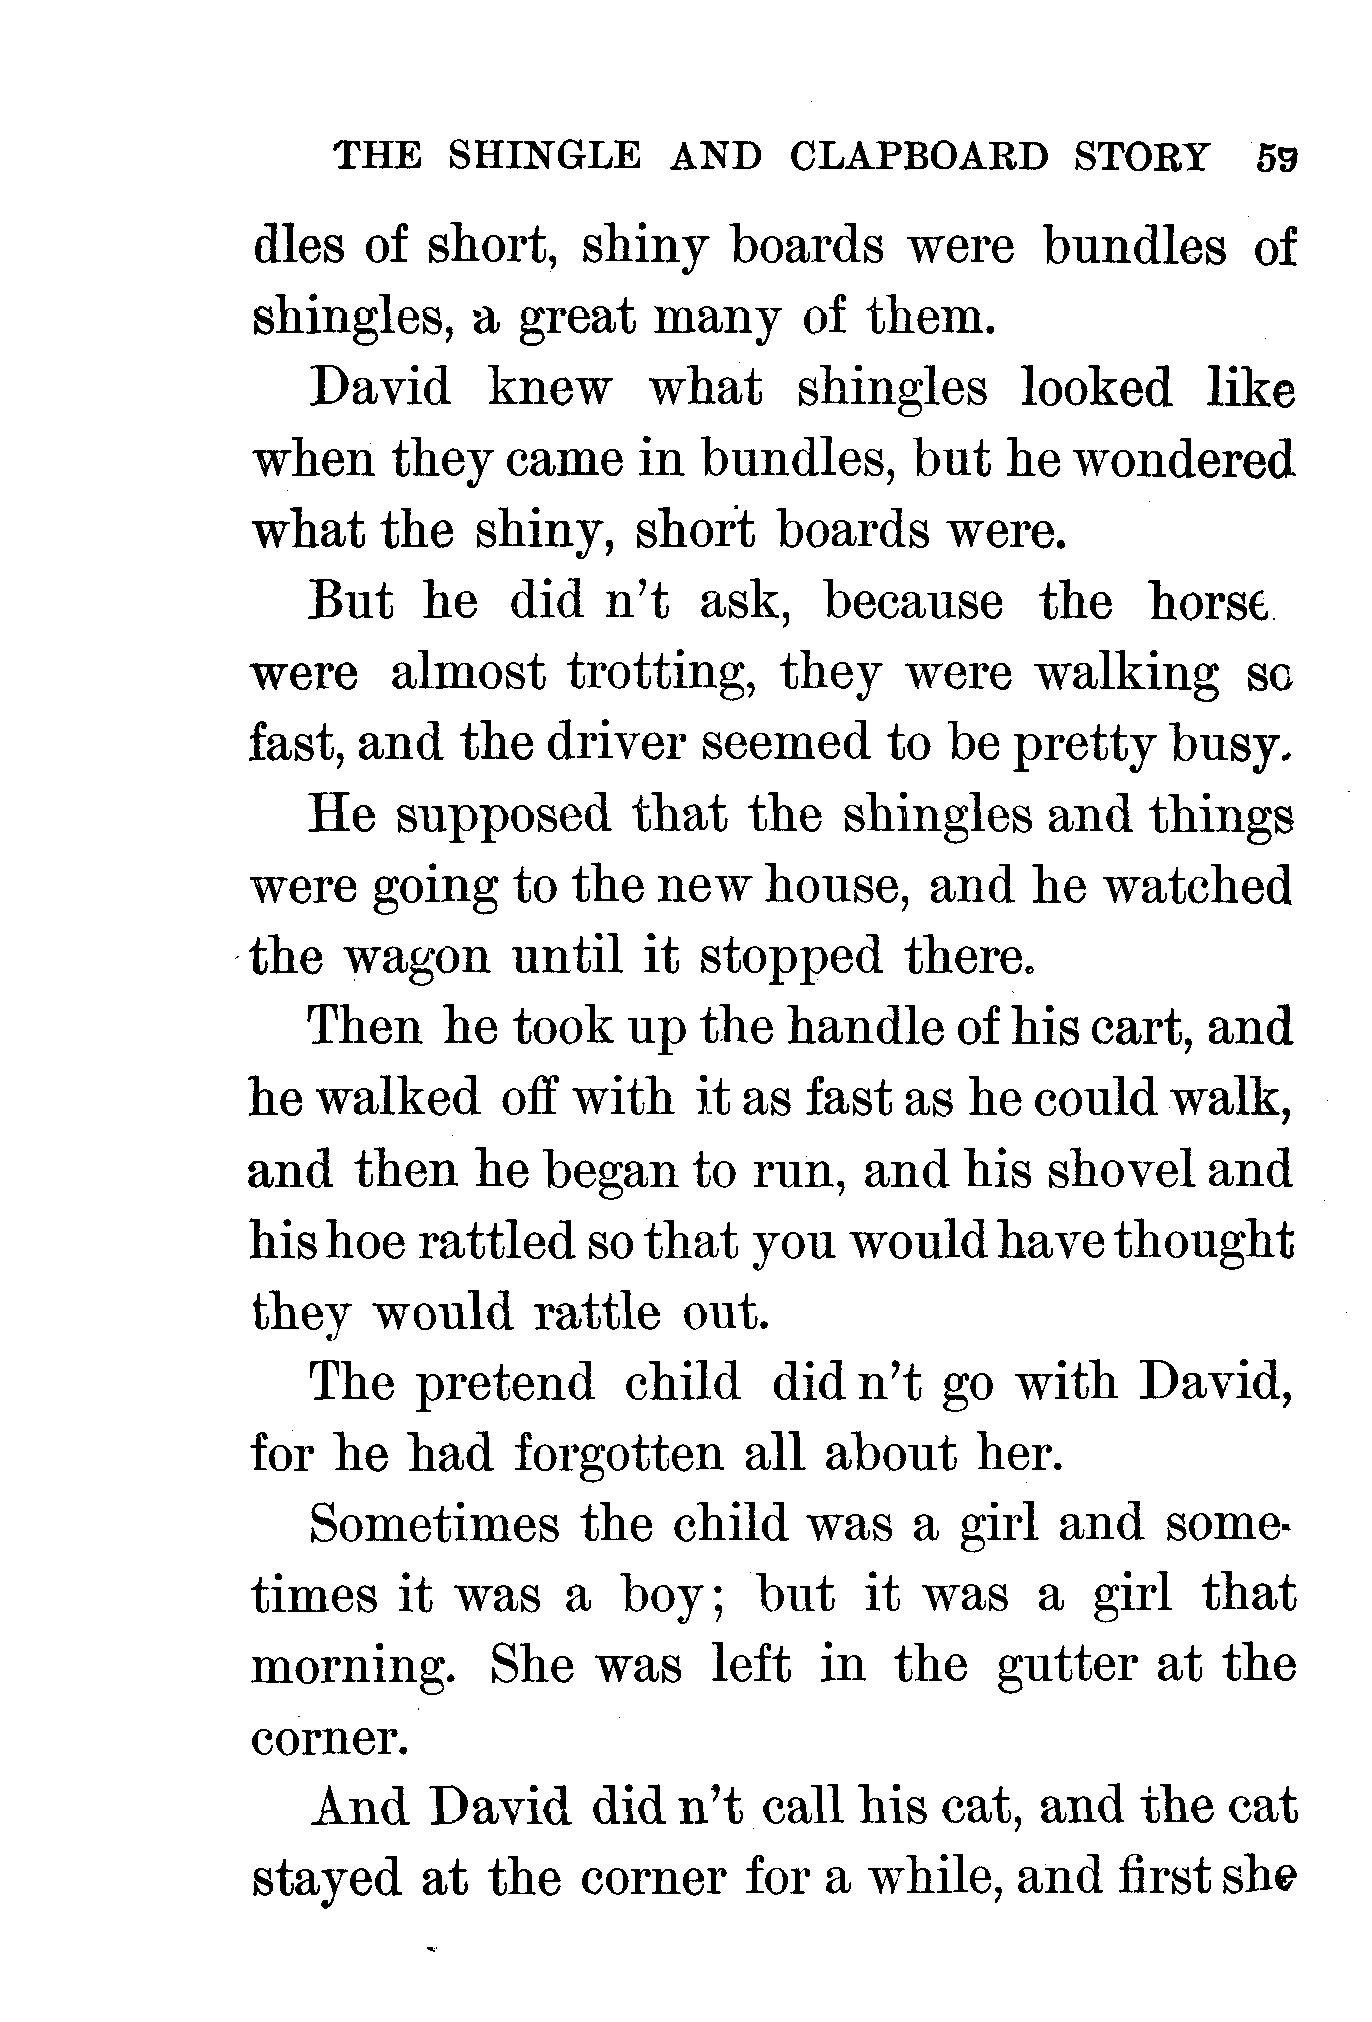 THE SHINGLE AND CLAPBOARD STORY 59
dles of short, shiny boards were bundles of
shingles, a great many of them.
David knew what shingles looked like
when they came in bundles, but he wondered
what the shiny, short boards were.
But he did n't ask, because the horse
were almost trotting, they were walking so
fast, and the driver seemed to be pretty busy.
He supposed that the shingles and things
were going to the new house, and he watched
the wagon until it stopped there.
Then he took up the handle of his cart, and
he walked off with it as fast as he could walk,
and then he began to run, and his shovel and
his hoe rattled so that you would have thought
they would rattle out.
The pretend child did n't go with David,
for he had forgotten all about her.
Sometimes the child was a girl and some-
times it was a boy; but it was a girl that
morning. She was left in the gutter at the
corner.
And David did n't call his cat, and the cat
stayed at the corner for a while, and first she